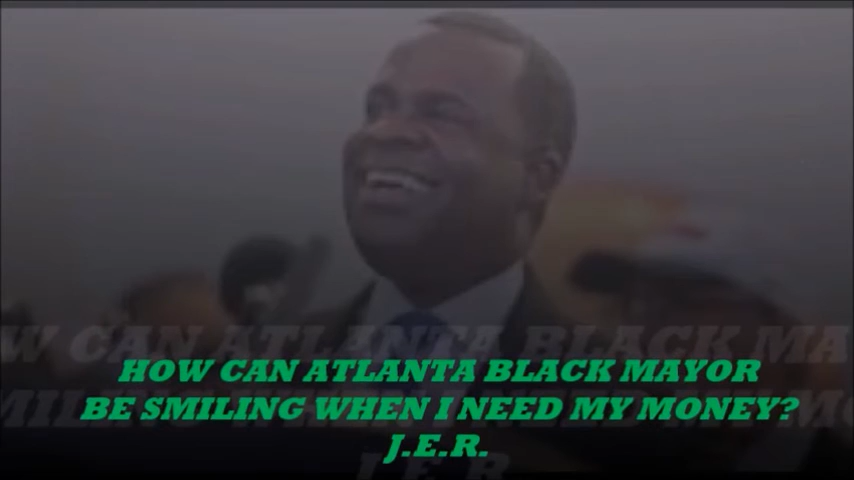 HOW CAN ATLANTA BLACK MAYOR
BE SMILING WHEN I NEED MY MONEY?
J.E.R.